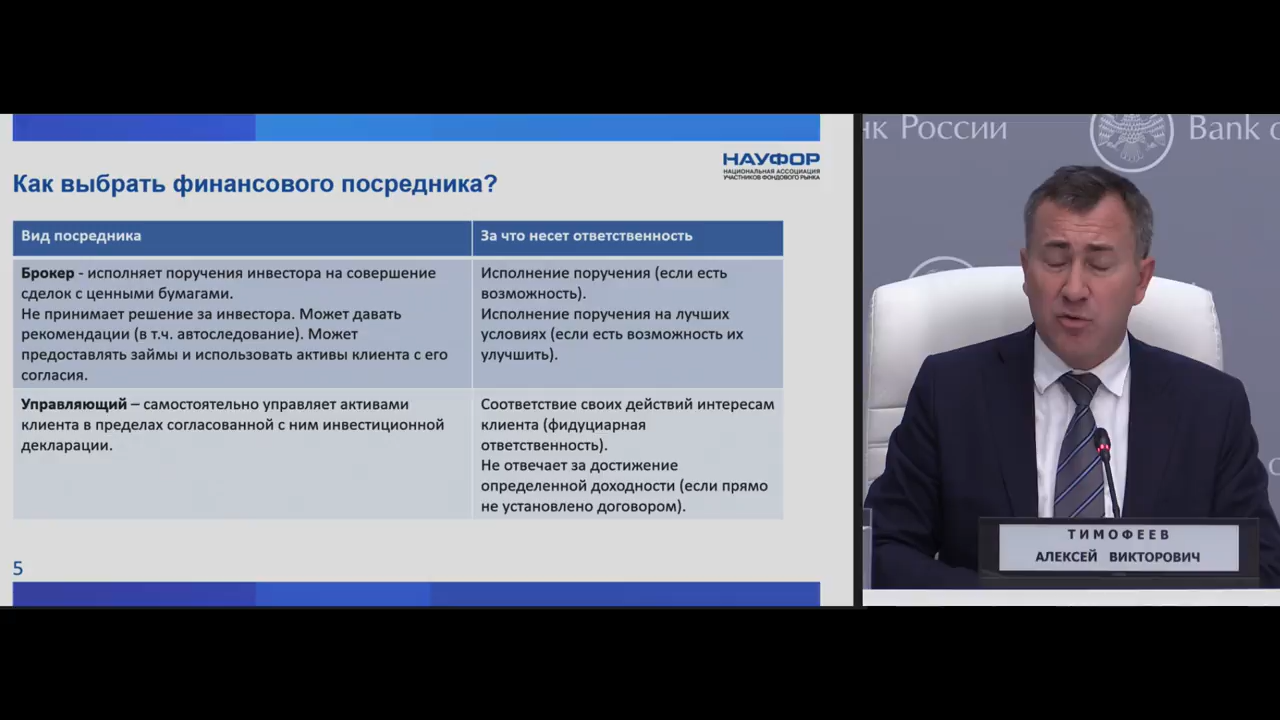 НАУФОР
НАЦИОНАЛЬНАЯ АССОЦИАЦИЯ
УЧАСТНИКОВ ФОНДОВОГО РЫНКА
Как выбрать финансового посредника?
Вид посредника
За что несет ответственность
Брокер - исполняет поручения инвестора на совершение
сделок с ценными бумагами.
Не принимает решение за инвестора. Может давать
рекомендации (в т.ч. автоследование). Может
предоставлять займы и использовать активы клиента с его
согласия.
Исполнение поручения (если есть
возможность).
Исполнение поручения на лучших
условиях (если есть возможность их
улучшить).
Управляющий – самостоятельно управляет активами
клиента в пределах согласованной с ним инвестиционной
декларации.
Соответствие своих действий интересам
клиента (фидуциарная
ответственность).
Не отвечает за достижение
определенной доходности (если прямо
не установлено договором).
5
нк России
Bank o
ТИМОФЕЕВ
АЛЕКСЕЙ ВИКТОРОВИЧ